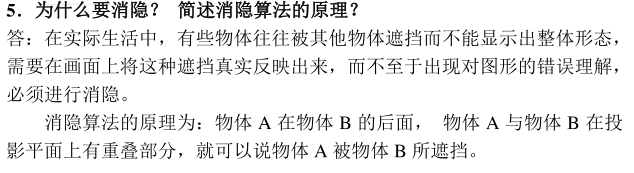 5．为什么要消隐？ 简述消隐算法的原理？
答：在实际生活中，有些物体往往被其他物体遮挡而不能显示出整体形态，
需要在画面上将这种遮挡真实反映出来，而不至于出现对图形的错误理解，
必须进行消隐。
消隐算法的原理为：物体 A 在物体 B 的后面， 物体 A 与物体 B 在投
影平面上有重叠部分，就可以说物体 A 被物体 B 所遮挡。